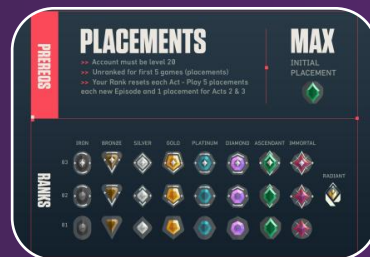 PREREQS
PLACEMENTS
>> Account must be level 20
>> Unranked for first 5 games (placements)
>> Your Rank resets each Act - Play 5 placements
each new Episode and 1 placement for Acts 2 & 3
MAX
INITIAL
PLACEMENT
RANKS
IRON BRONZE SILVER GOLD PLATINUM DIAMOND ASCENDANT IMMORTAL
03
RADIANT
02
01